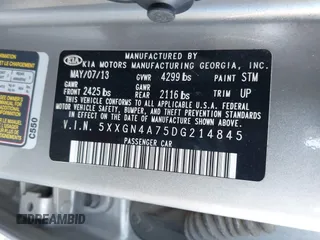 MANUFACTURED BY
KIA KIA MOTORS MANUFACTURING GEORGIA, INC.
MAY/07/13 GVWR 4299 lbs PAINT STM
GAWR FRONT 2425 lbs GAWR REAR 2116 lbs TRIM UP
THIS VEHICLE CONFORMS TO ALL APPLICABLE
FEDERAL MOTOR VEHICLE SAFETY, BUMPER, AND THEFT
PREVENTION STANDARDS IN EFFECT ON THE DATE OF
MANUFACTURE SHOWN ABOVE.
V.I.N. 5XXGN4A75DG214845
PASSENGER CAR
C550
DREAMBID